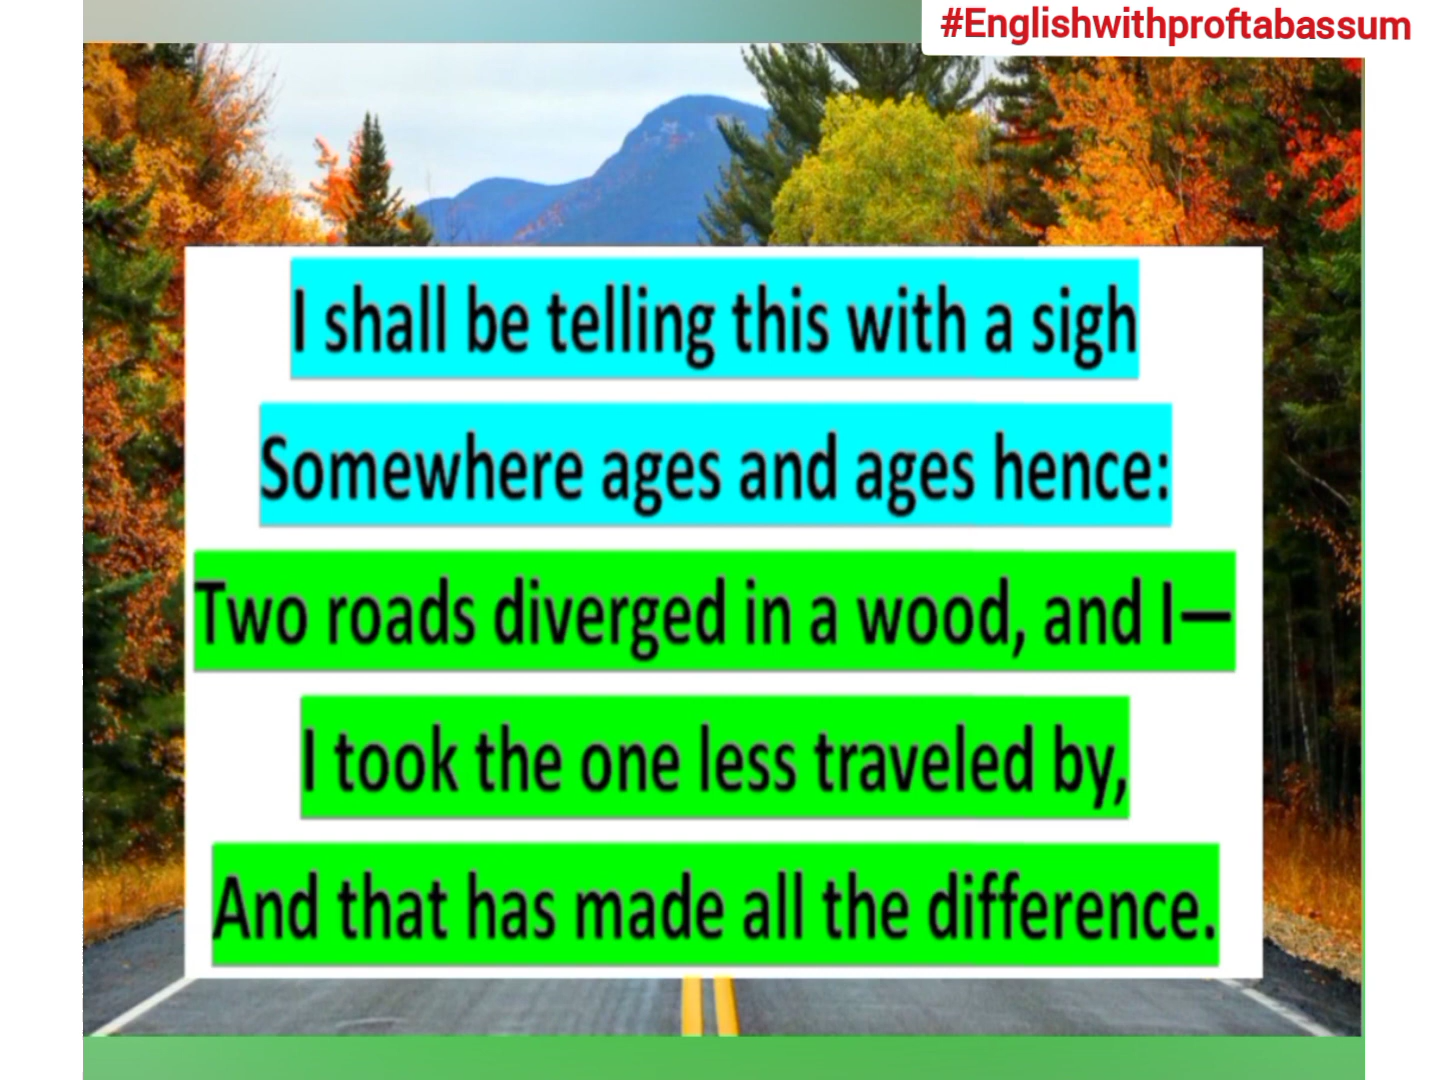 #Englishwithproftabassum
I shall be telling this with a sigh
Somewhere ages and ages hence:
Two roads diverged in a wood, and I—
I took the one less traveled by,
And that has made all the difference.